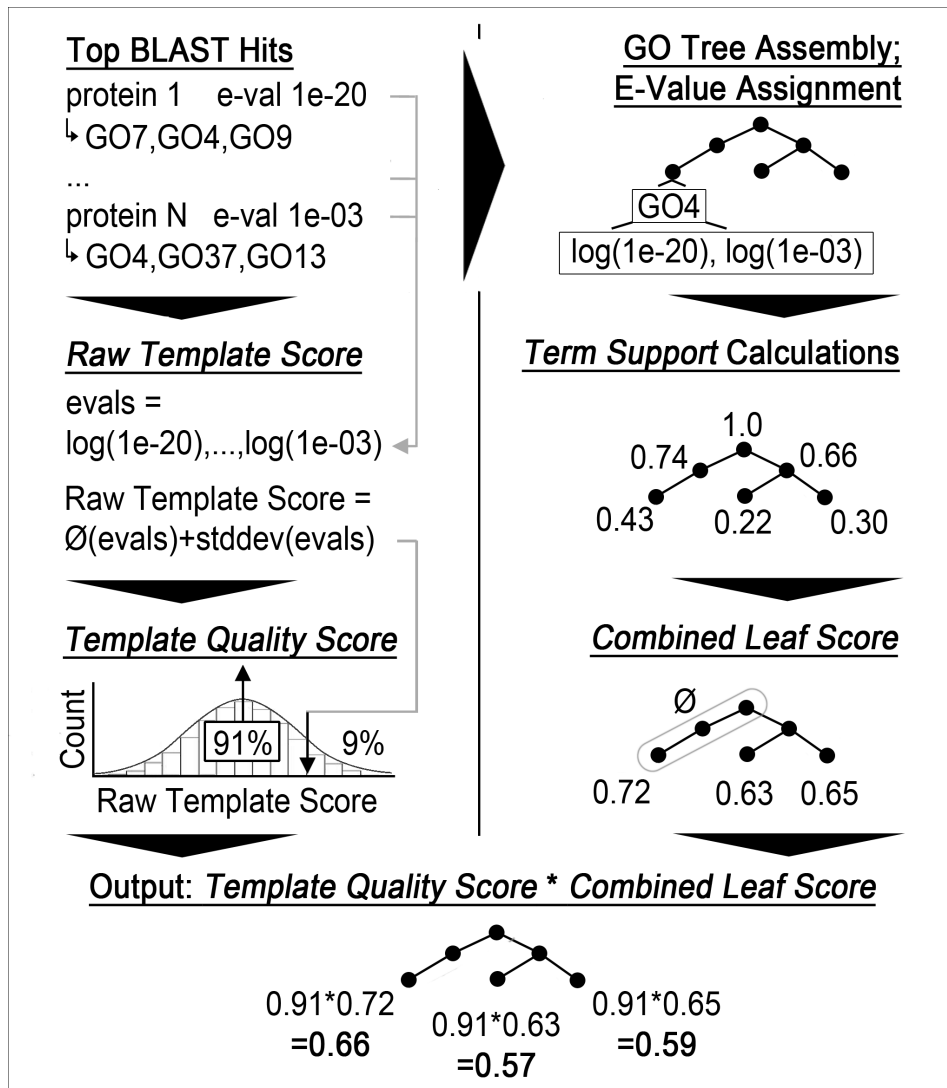 Top BLAST Hits
protein 1 e-val 1e-20
↳ GO7,GO4,GO9
...
protein N e-val 1e-03
↳ GO4,GO37,GO13
Raw Template Score
evals =
log(1e-20),...,log(1e-03)
Raw Template Score =
Ø(evals)+stddev(evals)
Template Quality Score
Count
91%
9%
Raw Template Score
GO Tree Assembly;
E-Value Assignment
GO4
log(1e-20), log(1e-03)
Term Support Calculations
1.0
0.74
0.66
0.43
0.22
0.30
Combined Leaf Score
Ø
0.72
0.63
0.65
Output: Template Quality Score * Combined Leaf Score
0.91*0.72
=0.66
0.91*0.63
=0.57
0.91*0.65
=0.59